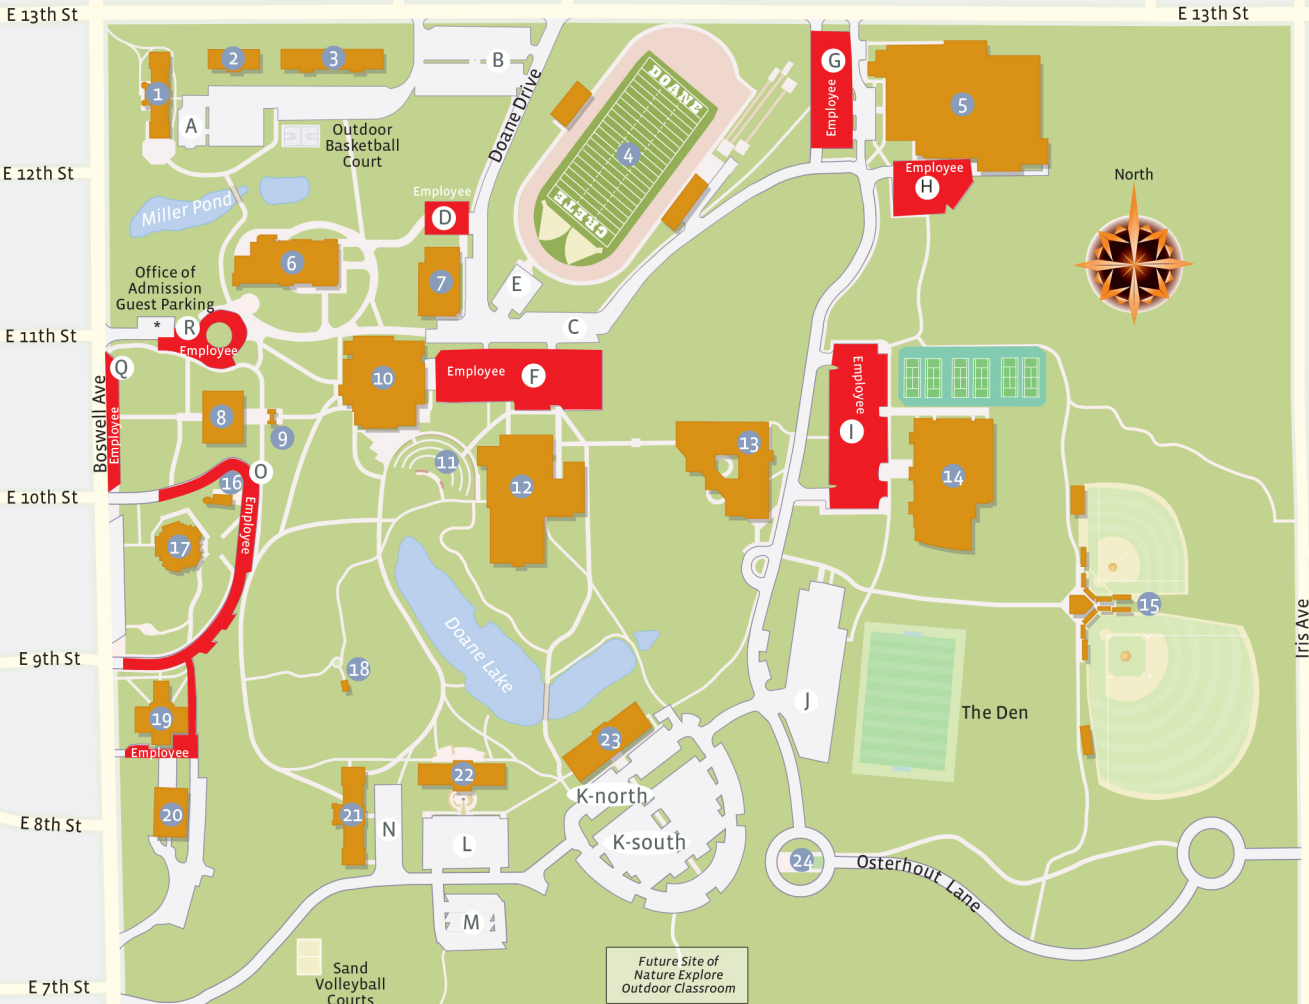 E 13th St
E 13th St
1
2
3
B
A
Outdoor
Basketball
Court
Doane Drive
DOANE
4
CRETE
G
Employee
5
Employee
H
E 12th St
Miller Pond
Employee
D
North
6
7
E
Office of
Admission
Guest Parking
*
R
Employee
C
E 11th St
Q
Employee
Boswell Ave
8
9
10
Employee
F
Employee
I
11
12
13
14
O
Employee
16
E 10th St
17
Doane Lake
15
Iris Ave
E 9th St
18
19
Employee
J
The Den
20
21
22
23
K-north
K-south
N
L
M
E 8th St
24
Osterhout Lane
Sand
Volleyball
Courts
Future Site of
Nature Explore
Outdoor Classroom
E 7th St